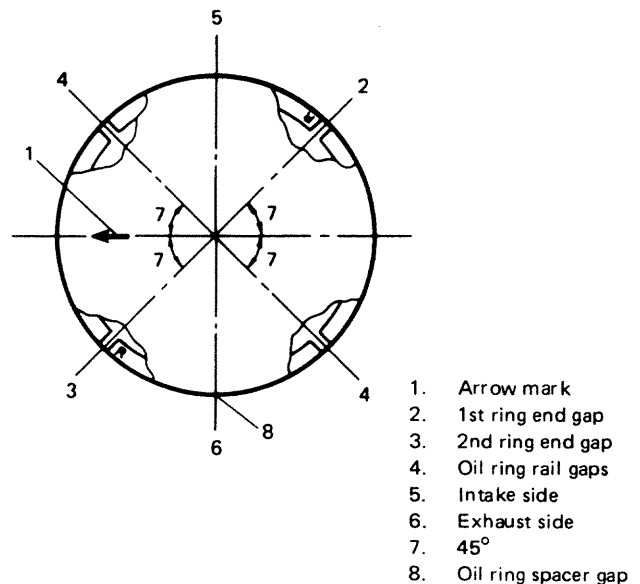 5
4
2
1
7
7
7
7
3
4
6
8
1. Arrow mark
2. 1st ring end gap
3. 2nd ring end gap
4. Oil ring rail gaps
5. Intake side
6. Exhaust side
7. 45°
8. Oil ring spacer gap